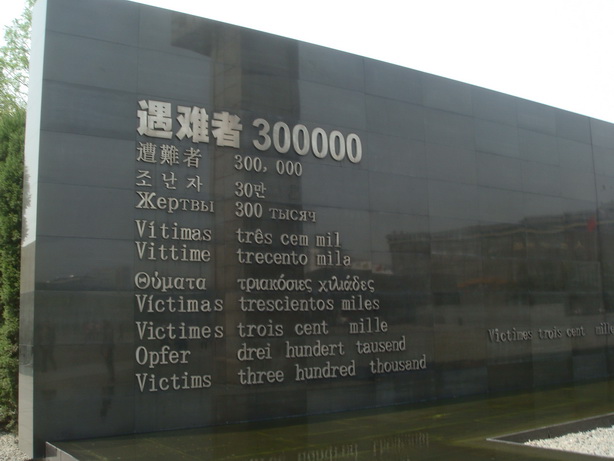 遇难者 300000
遭難者 300,000
조난자 30만
Жертвы 300 тысяч
Vítimas três cem mil
Vittime trecento mila
Θύματα τριακόσιες χιλιάδες
Víctimas trescientos miles
Victimes trois cent mille
Opfer drei hundert tausend
Victims three hundred thousand
Victimes trois cent